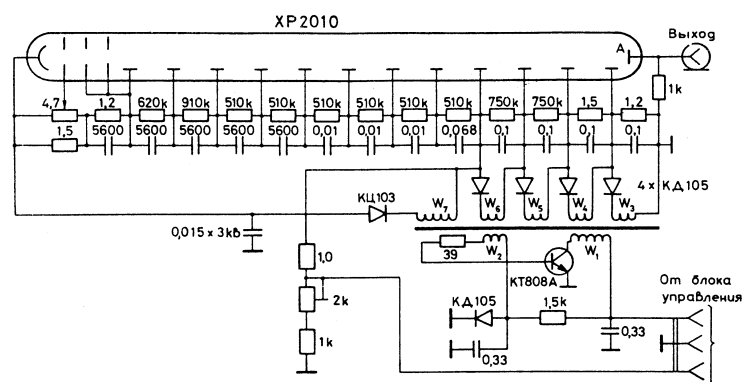 XP2010
Выход
A
1k
4,7 1,2 620k 910k 510k 510k 510k 510k 510k 510k 750k 750k 1,5 1,2
1,5 5600 5600 5600 5600 5600 0,01 0,01 0,01 0,068 0,1 0,1 0,1 0,1
4 x КД105
КЦ103 W7 W6 W5 W4 W3
0,015 x 3кв
39 W2 W1
КТ808А
1,0
От блока
управления
КД105
1,5k
2k
0,33
0,33
1k